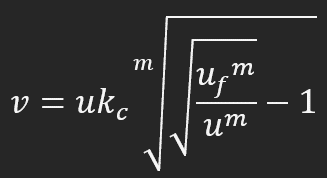 $v = uk_c \sqrt[m]{\sqrt{\frac{{u_f}^m}{u^m}} - 1}$